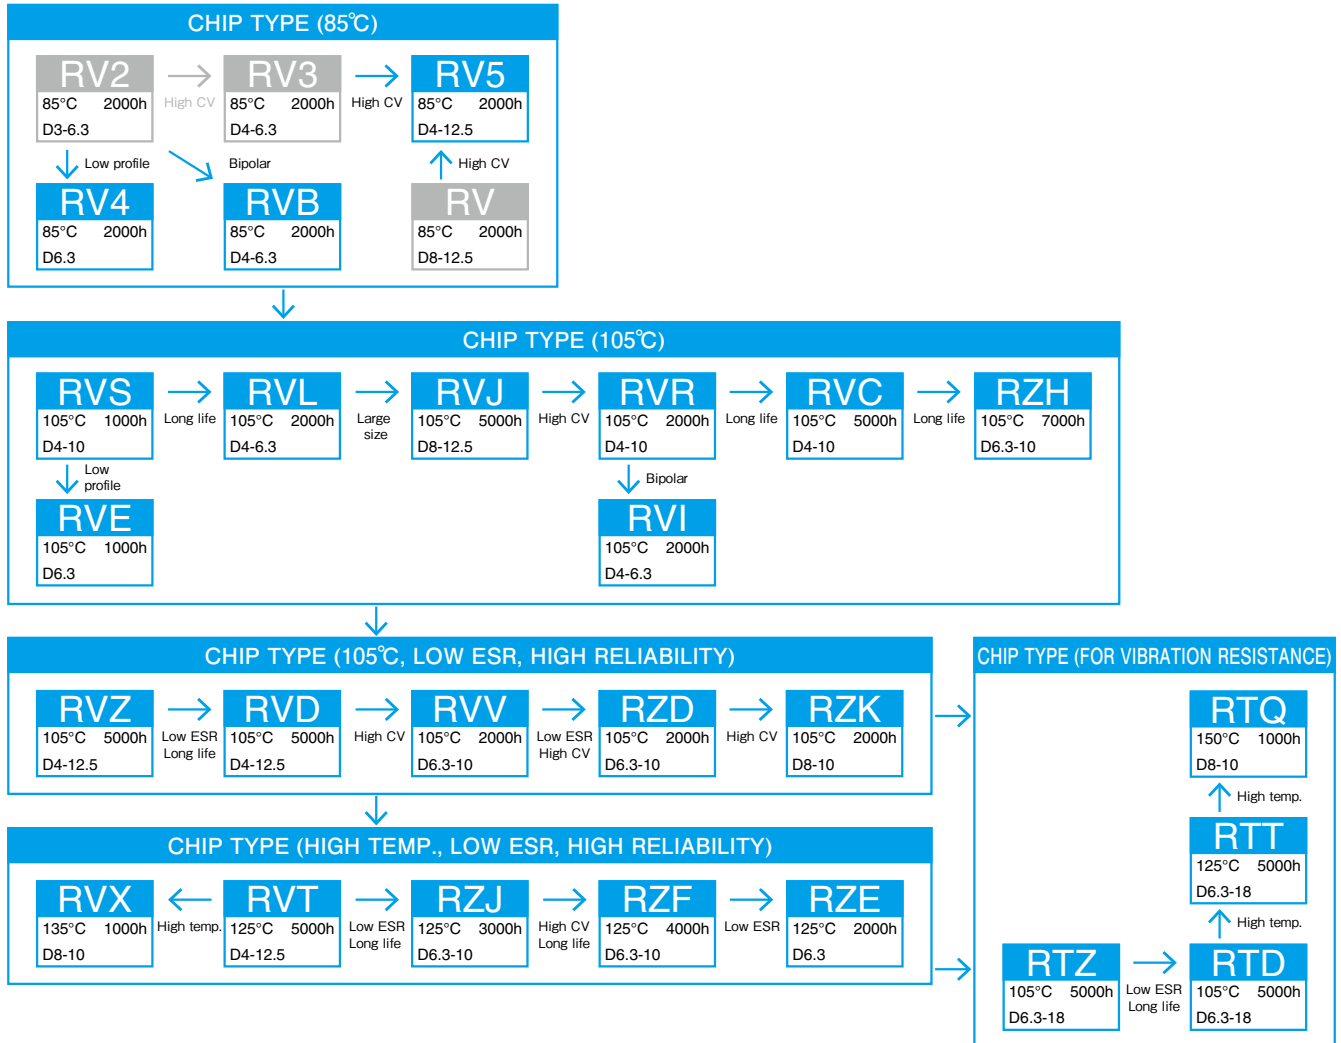 CHIP TYPE (85℃)
RV2
85°C 2000h
D3-6.3
High CV
RV3
85°C 2000h
D4-6.3
High CV
RV5
85°C 2000h
D4-12.5
Low profile
Bipolar
High CV
RV4
85°C 2000h
D6.3
RVB
85°C 2000h
D4-6.3
RV
85°C 2000h
D8-12.5
CHIP TYPE (105℃)
RVS
105°C 1000h
D4-10
Long life
RVL
105°C 2000h
D4-6.3
Large
size
RVJ
105°C 5000h
D8-12.5
High CV
RVR
105°C 2000h
D4-10
Long life
RVC
105°C 5000h
D4-10
Long life
RZH
105°C 7000h
D6.3-10
Low
profile
Bipolar
RVE
105°C 1000h
D6.3
RVI
105°C 2000h
D4-6.3
CHIP TYPE (105℃, LOW ESR, HIGH RELIABILITY)
RVZ
105°C 5000h
D4-12.5
Low ESR
Long life
RVD
105°C 5000h
D4-12.5
High CV
RVV
105°C 2000h
D6.3-10
Low ESR
High CV
RZD
105°C 2000h
D6.3-10
High CV
RZK
105°C 2000h
D8-10
CHIP TYPE (HIGH TEMP., LOW ESR, HIGH RELIABILITY)
RVX
135°C 1000h
D8-10
High temp.
RVT
125°C 5000h
D4-12.5
Low ESR
Long life
RZJ
125°C 3000h
D6.3-10
High CV
Long life
RZF
125°C 4000h
D6.3-10
Low ESR
RZE
125°C 2000h
D6.3
CHIP TYPE (FOR VIBRATION RESISTANCE)
RTQ
150°C 1000h
D8-10
High temp.
RTT
125°C 5000h
D6.3-18
High temp.
RTZ
105°C 5000h
D6.3-18
Low ESR
Long life
RTD
105°C 5000h
D6.3-18